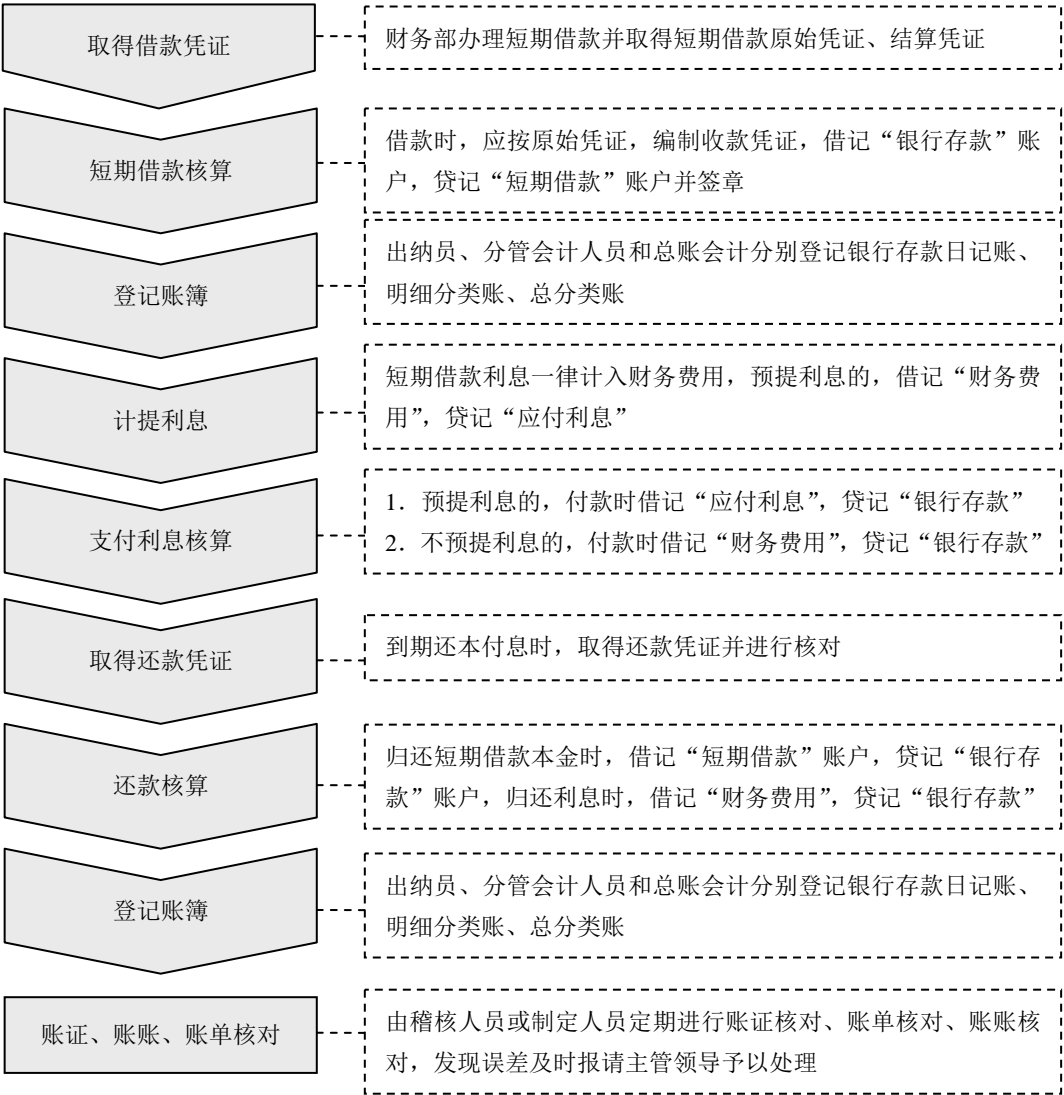 取得借款凭证
财务部办理短期借款并取得短期借款原始凭证、结算凭证
短期借款核算
借款时，应按原始凭证，编制收款凭证，借记“银行存款”账
户，贷记“短期借款”账户并签章
登记账簿
出纳员、分管会计人员和总账会计分别登记银行存款日记账、
明细分类账、总分类账
计提利息
短期借款利息一律计入财务费用，预提利息的，借记“财务费
用”，贷记“应付利息”
支付利息核算
1．预提利息的，付款时借记“应付利息”，贷记“银行存款”
2．不预提利息的，付款时借记“财务费用”，贷记“银行存款”
取得还款凭证
到期还本付息时，取得还款凭证并进行核对
还款核算
归还短期借款本金时，借记“短期借款”账户，贷记“银行存
款”账户，归还利息时，借记“财务费用”，贷记“银行存款”
登记账簿
出纳员、分管会计人员和总账会计分别登记银行存款日记账、
明细分类账、总分类账
账证、账账、账单核对
由稽核人员或制定人员定期进行账证核对、账单核对、账账核
对，发现误差及时报请主管领导予以处理